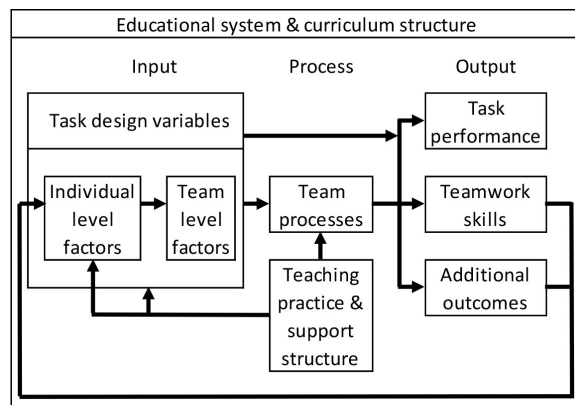 Educational system & curriculum structure
Input
Process
Output
Task design variables
Task
performance
Individual
level
factors
Team
level
factors
Team
processes
Teamwork
skills
Teaching
practice &
support
structure
Additional
outcomes